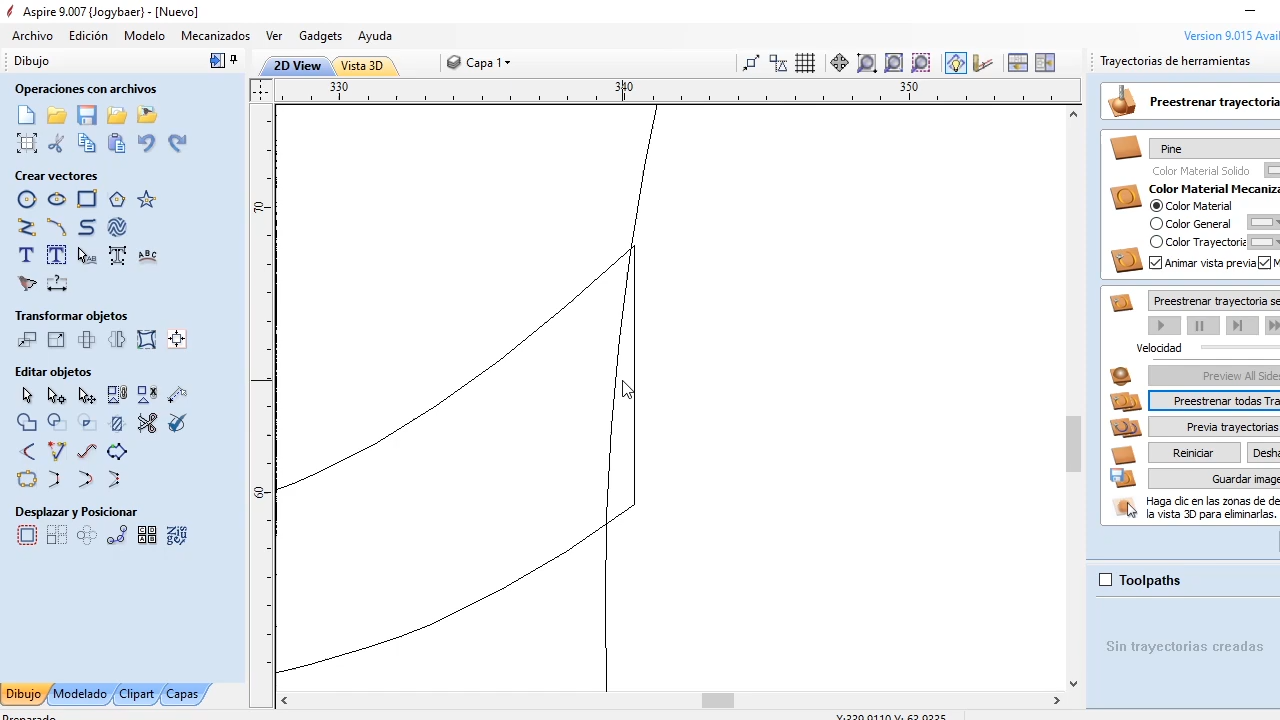 Aspire 9.007 {Jogybaer} - [Nuevo]
Archivo Edición Modelo Mecanizados Ver Gadgets Ayuda
Version 9.015 Avai
Dibujo
2D View Vista 3D
Capa 1
Trayectorias de herramientas
Operaciones con archivos
330 340 350
Preestrenar trayectoria
70
60
Crear vectores
Transformar objetos
Editar objetos
Desplazar y Posicionar
Pine
Color Material Solido
Color Material Mecaniza
Color Material
Color General
Color Trayectoria
Animar vista previa M
Preestrenar trayectoria se
Velocidad
Preview All Sides
Preestrenar todas Tra
Previa trayectorias
Reiniciar Desha
Guardar image
Haga clic en las zonas de de
la vista 3D para eliminarlas.
Toolpaths
Sin trayectorias creadas
Dibujo Modelado Clipart Capas
Preparado